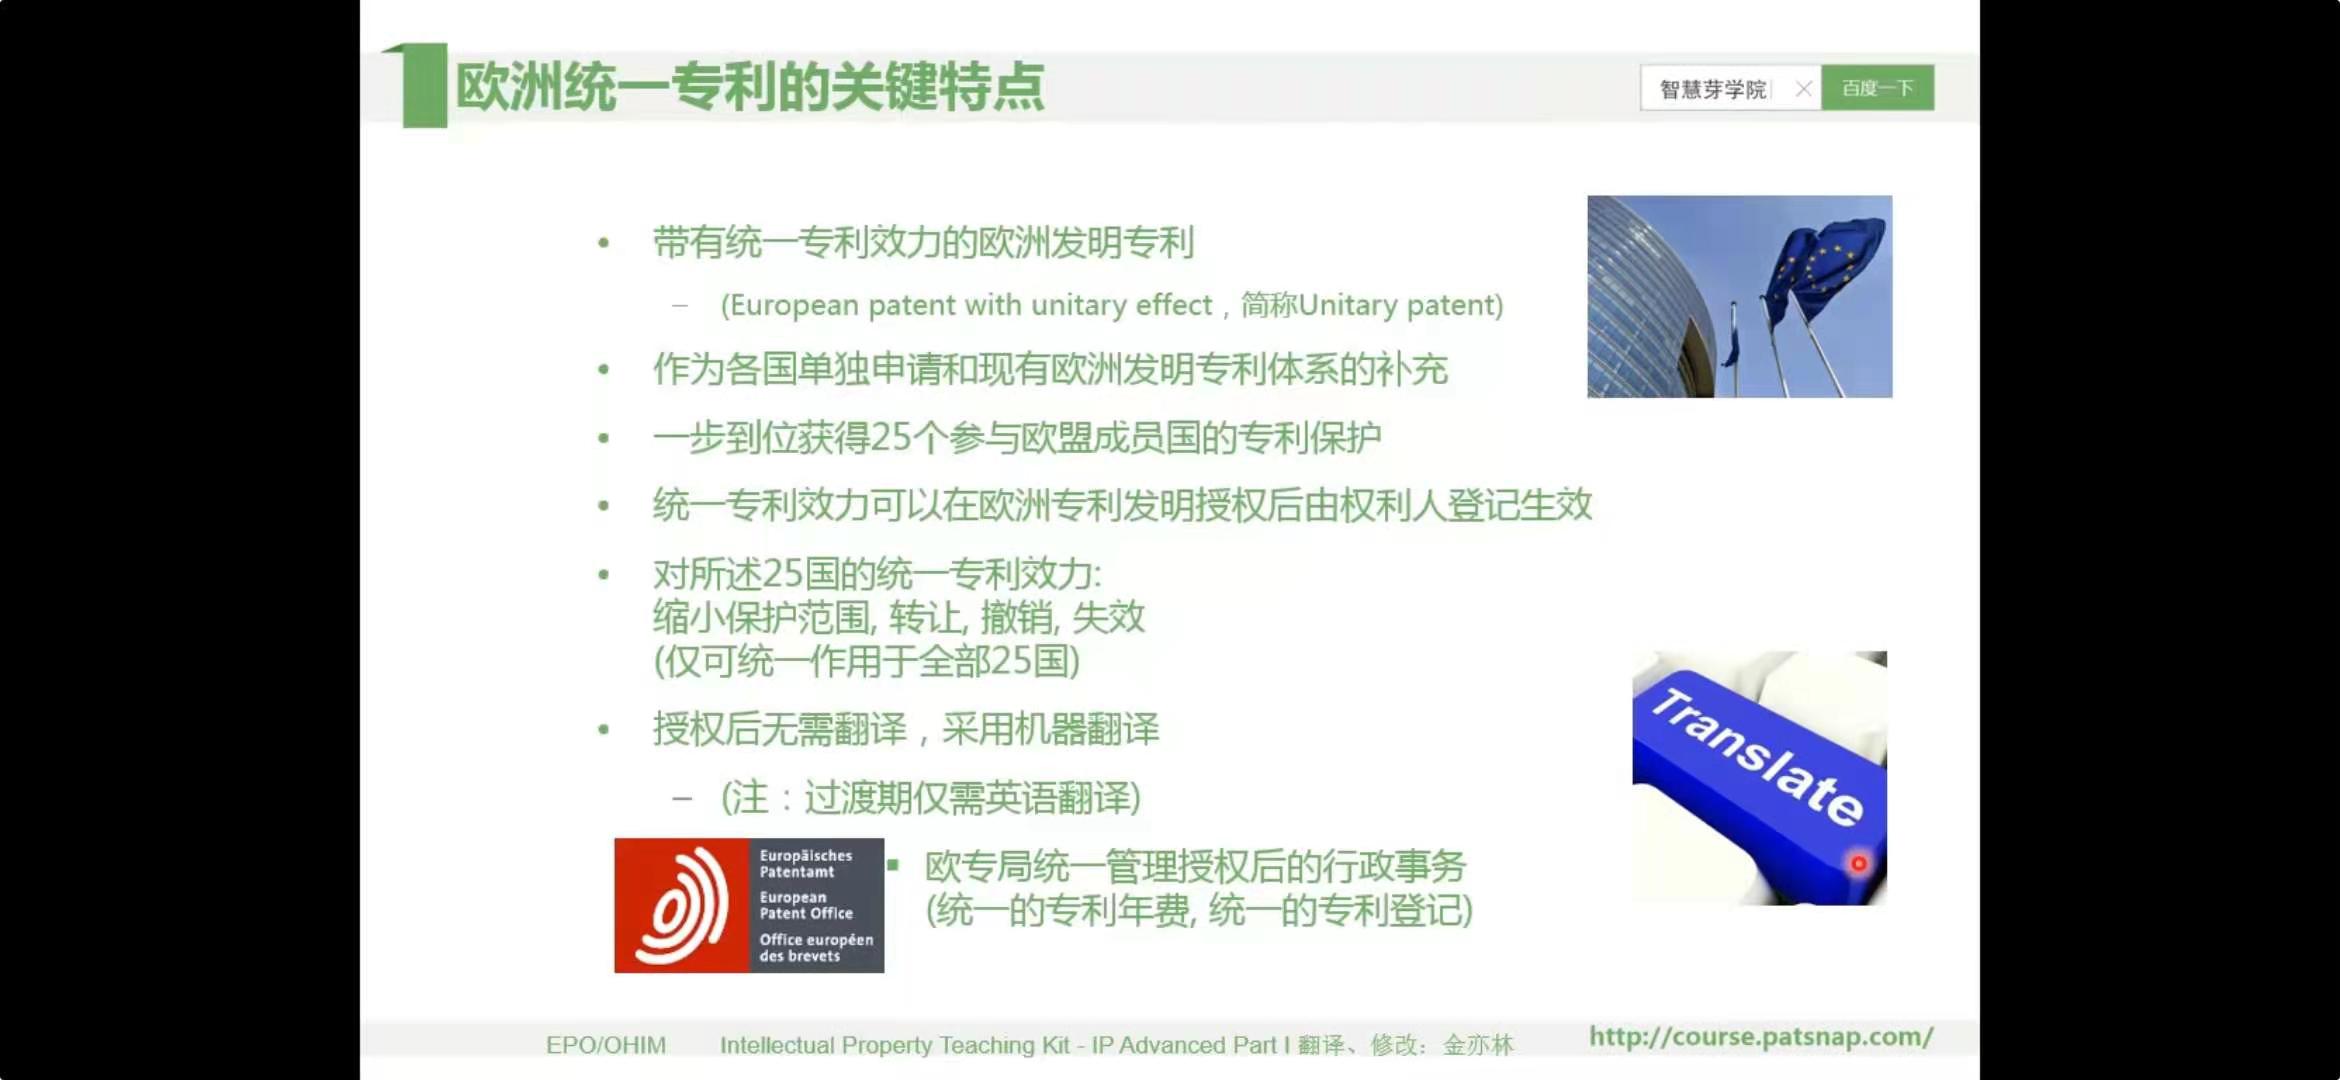 欧洲统一专利的关键特点
智慧芽学院
百度一下
• 带有统一专利效力的欧洲发明专利
– (European patent with unitary effect，简称Unitary patent)
• 作为各国单独申请和现有欧洲发明专利体系的补充
• 一步到位获得25个参与欧盟成员国的专利保护
• 统一专利效力可以在欧洲专利发明授权后由权利人登记生效
• 对所述25国的统一专利效力:
缩小保护范围, 转让, 撤销, 失效
(仅可统一作用于全部25国)
• 授权后无需翻译，采用机器翻译
– (注：过渡期仅需英语翻译)
Translate
Europäisches
Patentamt
European
Patent Office
Office européen
des brevets
▪ 欧专局统一管理授权后的行政事务
(统一的专利年费, 统一的专利登记)
EPO/OHIM Intellectual Property Teaching Kit - IP Advanced Part I 翻译、修改：金亦林
http://course.patsnap.com/